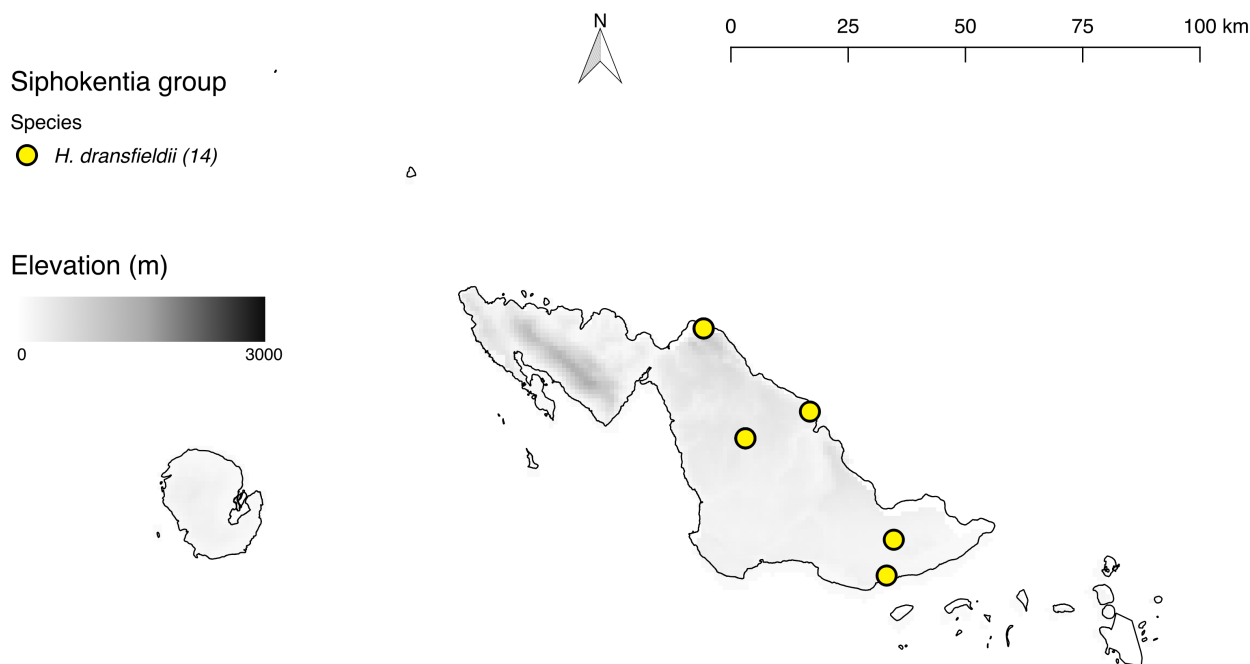 N
0 25 50 75 100 km
Siphokentia group
Species
H. dransfieldii (14)
Elevation (m)
0 3000